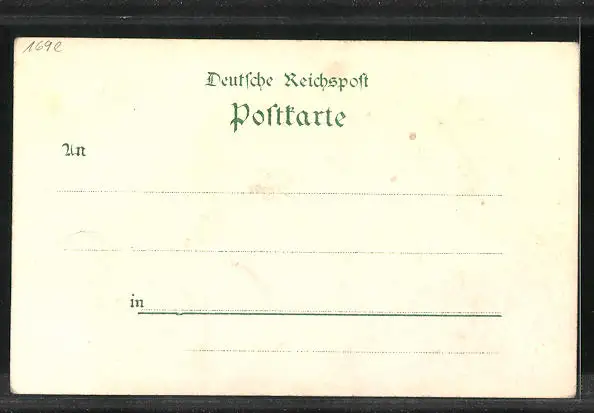 169e
Deutsche Reichspost
Postkarte
An
in